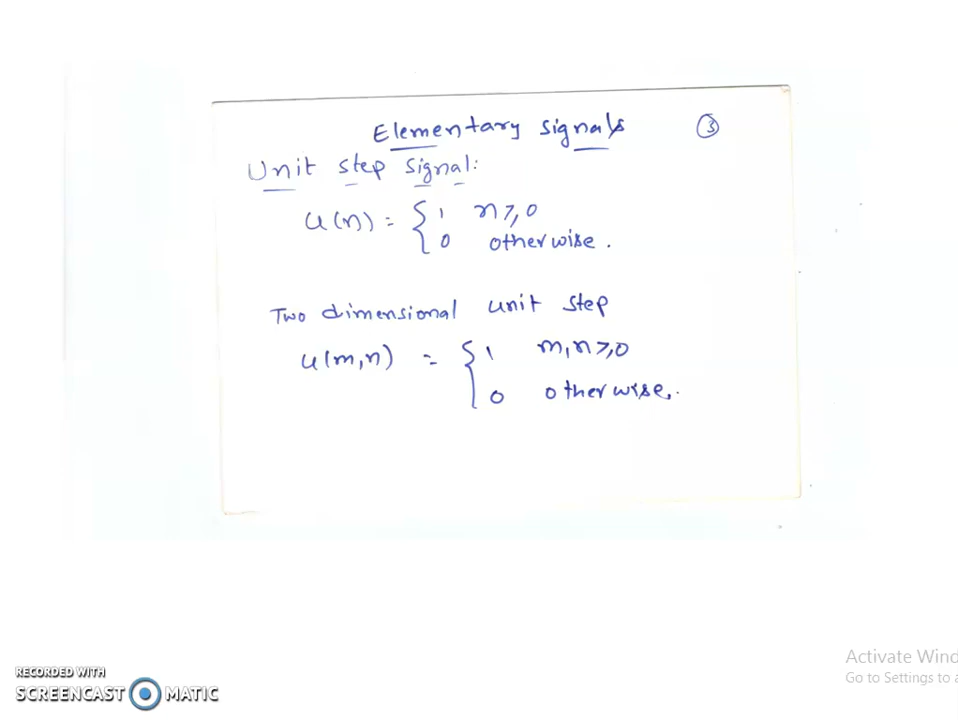 Elementary signals ③
Unit step signal:
u(n) = { 1 n ≥ 0
0 otherwise.
Two dimensional unit step
u(m,n) = { 1 m,n ≥ 0
0 otherwise.
Activate Wind
Go to Settings to a
RECORDED WITH
SCREENCAST MATIC